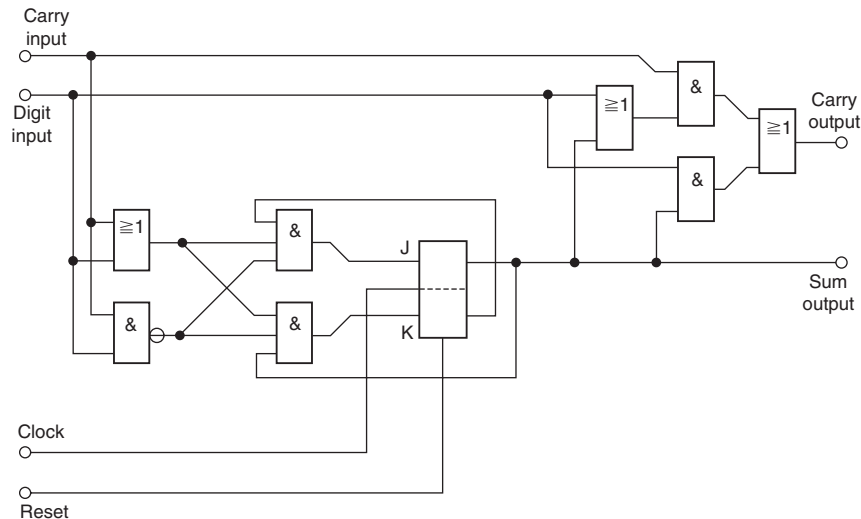 Carry
input
Digit
input
≧1
&
≧1
Carry
output
&
≧1
&
J
&
&
K
Sum
output
Clock
Reset